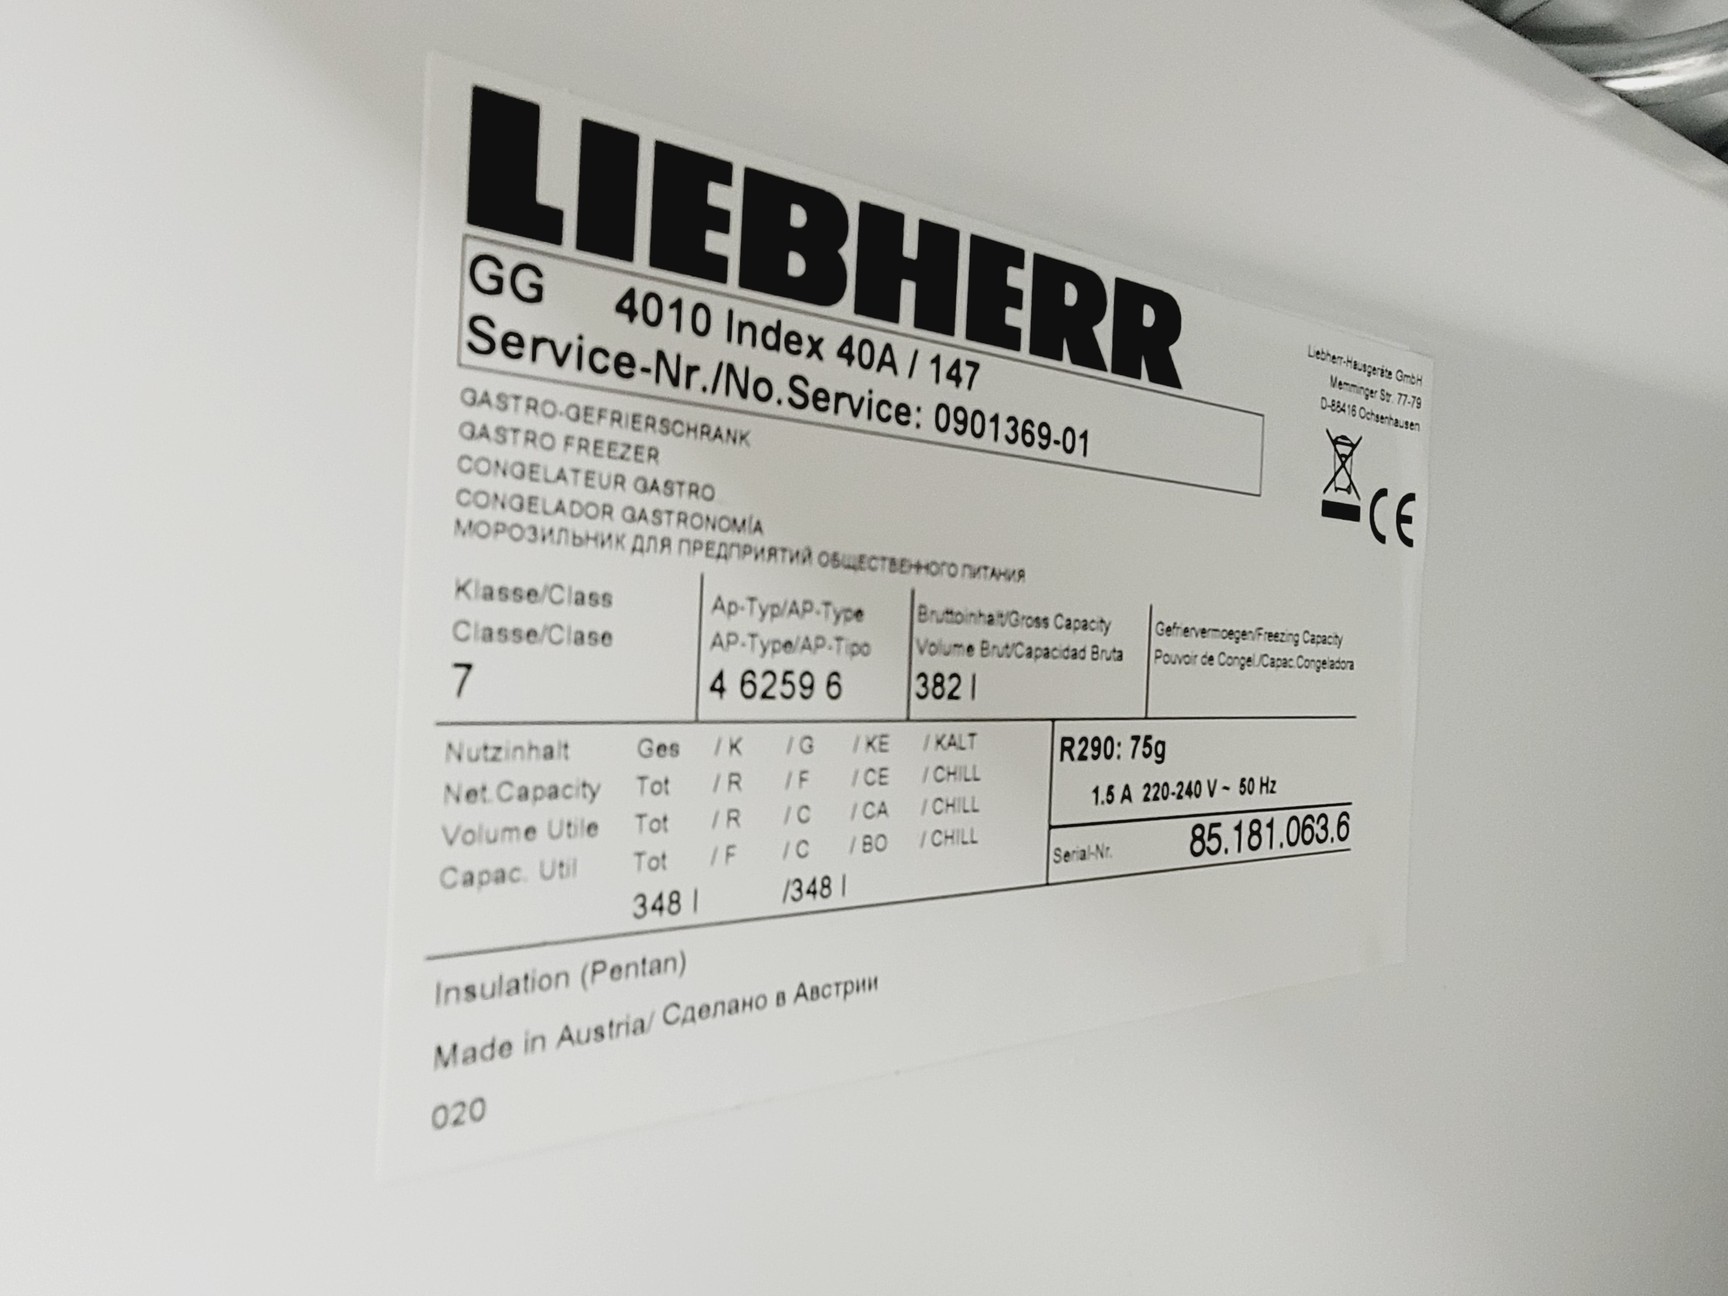 LIEBHERR
GG 4010 Index 40A / 147
Service-Nr./No.Service: 0901369-01
Liebherr-Hausgeräte GmbH
Memminger Str. 77-79
D-88416 Ochsenhausen
CE
GASTRO-GEFRIERSCHRANK
GASTRO FREEZER
CONGELATEUR GASTRO
CONGELADOR GASTRONOMÍA
МОРОЗИЛЬНИК ДЛЯ ПРЕДПРИЯТИЙ ОБЩЕСТВЕННОГО ПИТАНИЯ
Klasse/Class
Classe/Clase
7
Ap-Typ/AP-Type
AP-Type/AP-Tipo
4 6259 6
Bruttoinhalt/Gross Capacity
Volume Brut/Capacidad Bruta
382 l
Gefriervermoegen/Freezing Capacity
Pouvoir de Congel./Capac.Congeladora
Nutzinhalt Ges / K / G / KE / KALT
Net.Capacity Tot / R / F / CE / CHILL
Volume Utile Tot / R / C / CA / CHILL
Capac. Util Tot / F / C / BO / CHILL
348 l /348 l
R290: 75g
1.5 A 220-240 V ~ 50 Hz
Serial-Nr. 85.181.063.6
Insulation (Pentan)
Made in Austria/ Сделано в Австрии
020